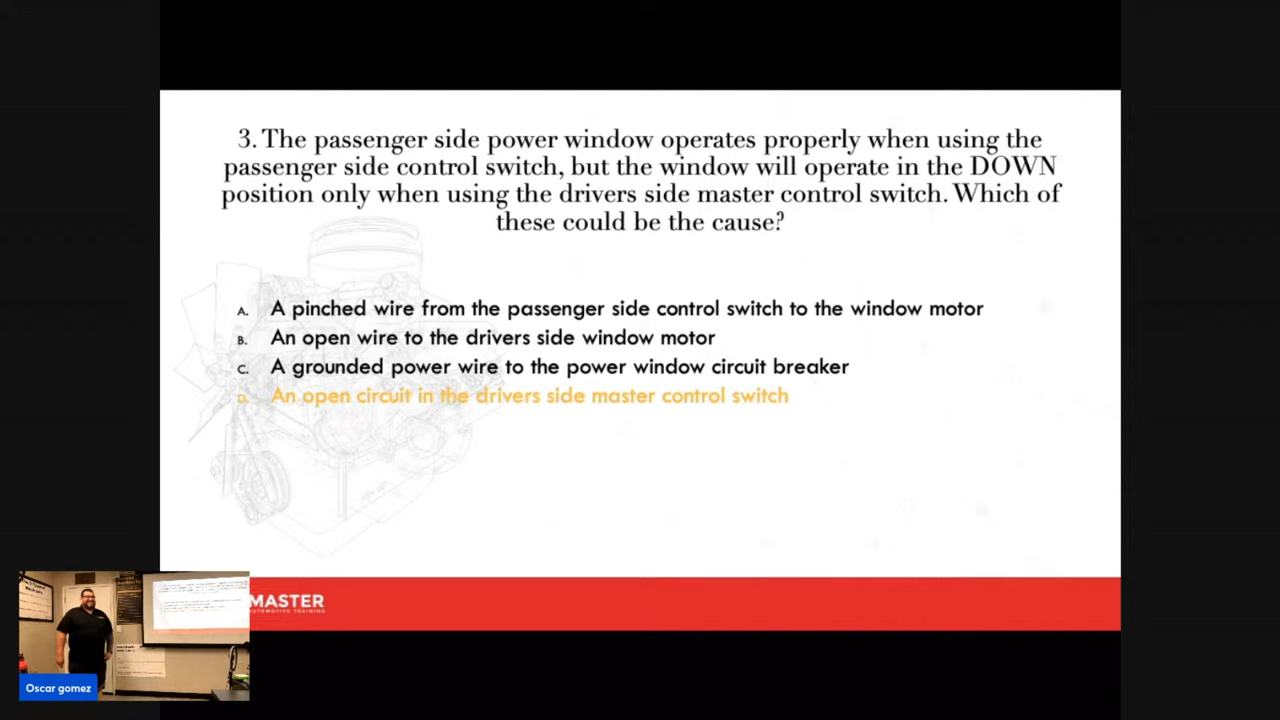 3. The passenger side power window operates properly when using the
passenger side control switch, but the window will operate in the DOWN
position only when using the drivers side master control switch. Which of
these could be the cause?
A. A pinched wire from the passenger side control switch to the window motor
B. An open wire to the drivers side window motor
C. A grounded power wire to the power window circuit breaker
D. An open circuit in the drivers side master control switch
MASTER
AUTOMOTIVE TRAINING
Oscar gomez